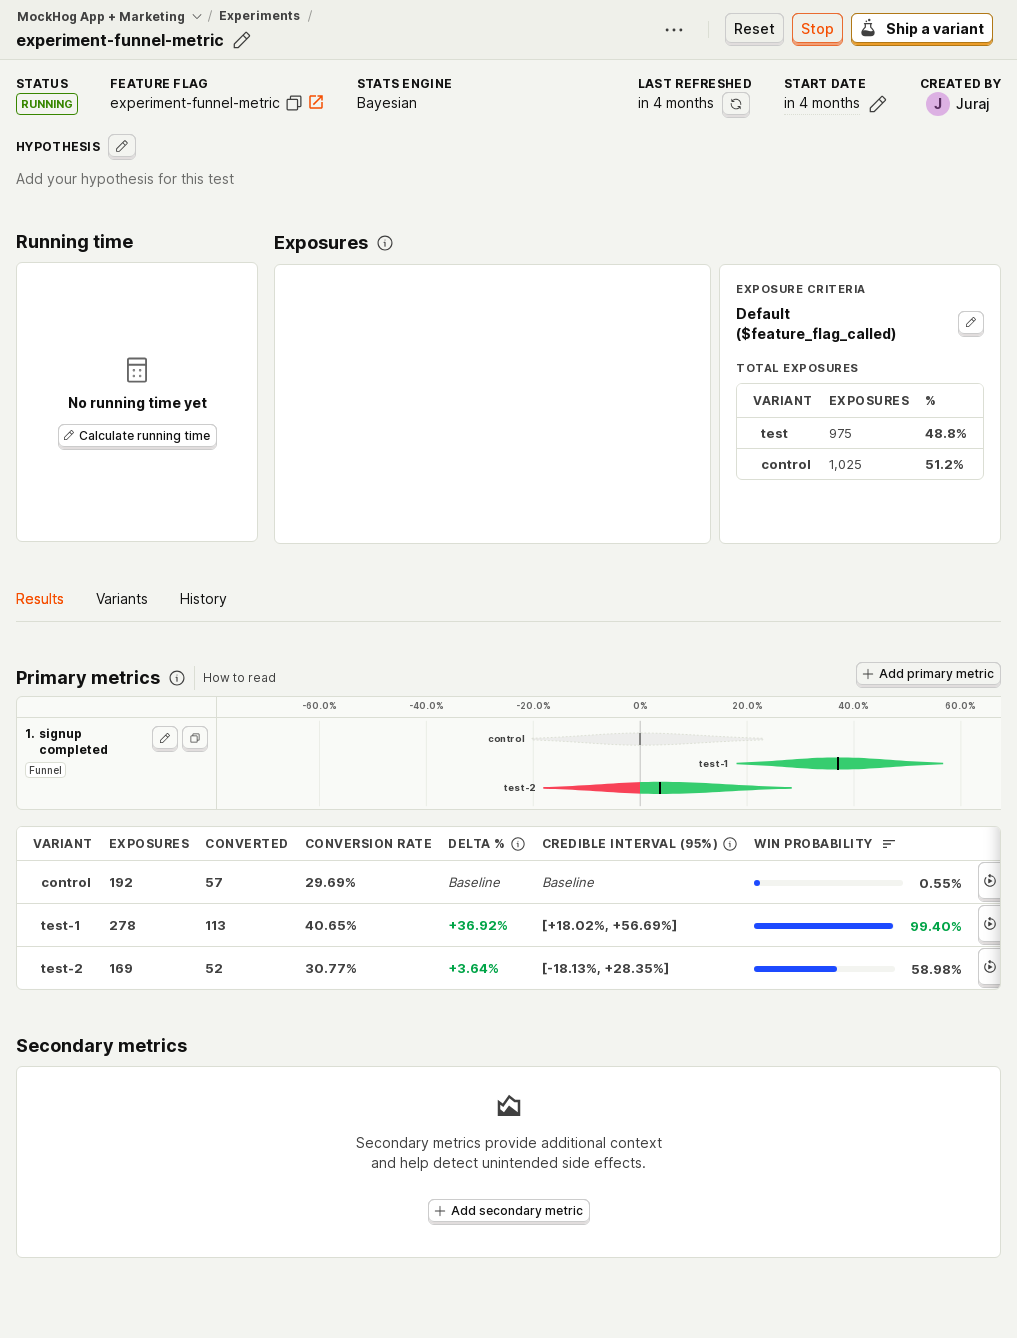 MockHog App + Marketing / Experiments /
experiment-funnel-metric
Reset
Stop
Ship a variant
STATUS
RUNNING
FEATURE FLAG
experiment-funnel-metric
STATS ENGINE
Bayesian
LAST REFRESHED
in 4 months
START DATE
in 4 months
CREATED BY
J Juraj
HYPOTHESIS
Add your hypothesis for this test
Running time
No running time yet
Calculate running time
Exposures
EXPOSURE CRITERIA
Default
($feature_flag_called)
TOTAL EXPOSURES
VARIANT EXPOSURES %
test 975 48.8%
control 1,025 51.2%
Results Variants History
Primary metrics How to read
Add primary metric
-60.0% -40.0% -20.0% 0% 20.0% 40.0% 60.0%
1. signup
completed
Funnel
control
test-1
test-2
VARIANT EXPOSURES CONVERTED CONVERSION RATE DELTA % CREDIBLE INTERVAL (95%) WIN PROBABILITY
control 192 57 29.69% Baseline Baseline 0.55%
test-1 278 113 40.65% +36.92% [+18.02%, +56.69%] 99.40%
test-2 169 52 30.77% +3.64% [-18.13%, +28.35%] 58.98%
Secondary metrics
Secondary metrics provide additional context
and help detect unintended side effects.
Add secondary metric